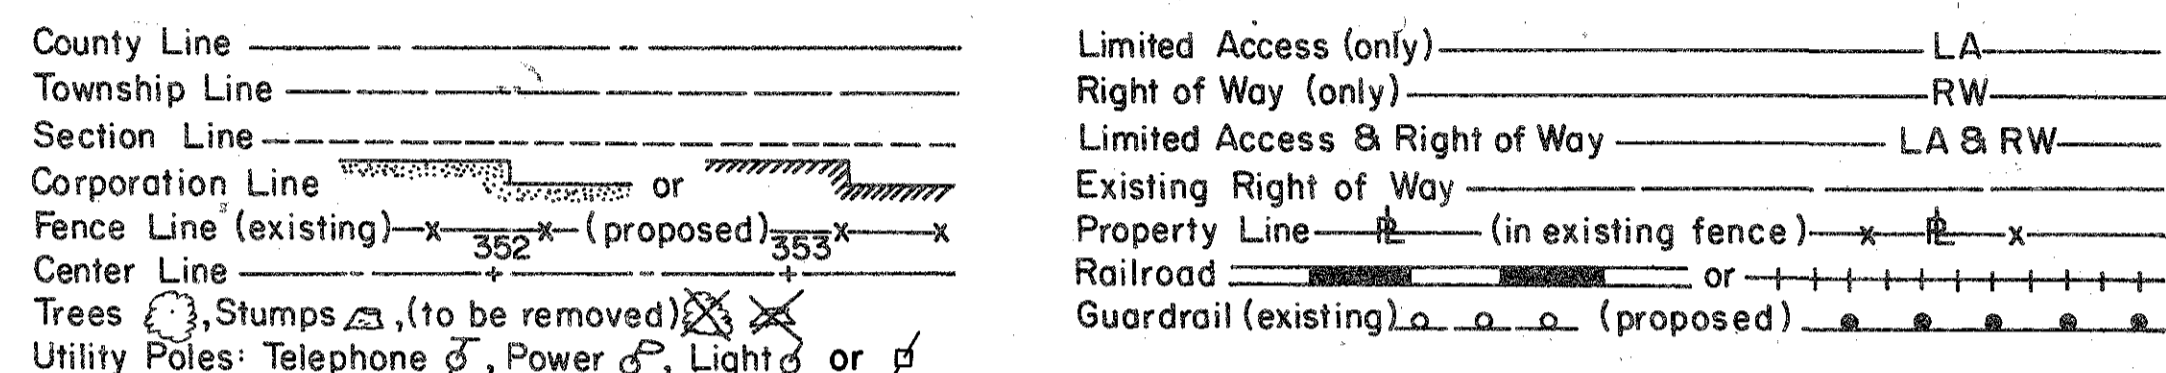 County Line
Township Line
Section Line
Corporation Line or
Fence Line (existing) x x (proposed) x x
352 353
Center Line
Trees , Stumps , (to be removed)
Utility Poles: Telephone , Power , Light or
Limited Access (only) LA
Right of Way (only) RW
Limited Access & Right of Way LA & RW
Existing Right of Way
Property Line PL (in existing fence) x PL x
Railroad or
Guardrail (existing) (proposed)